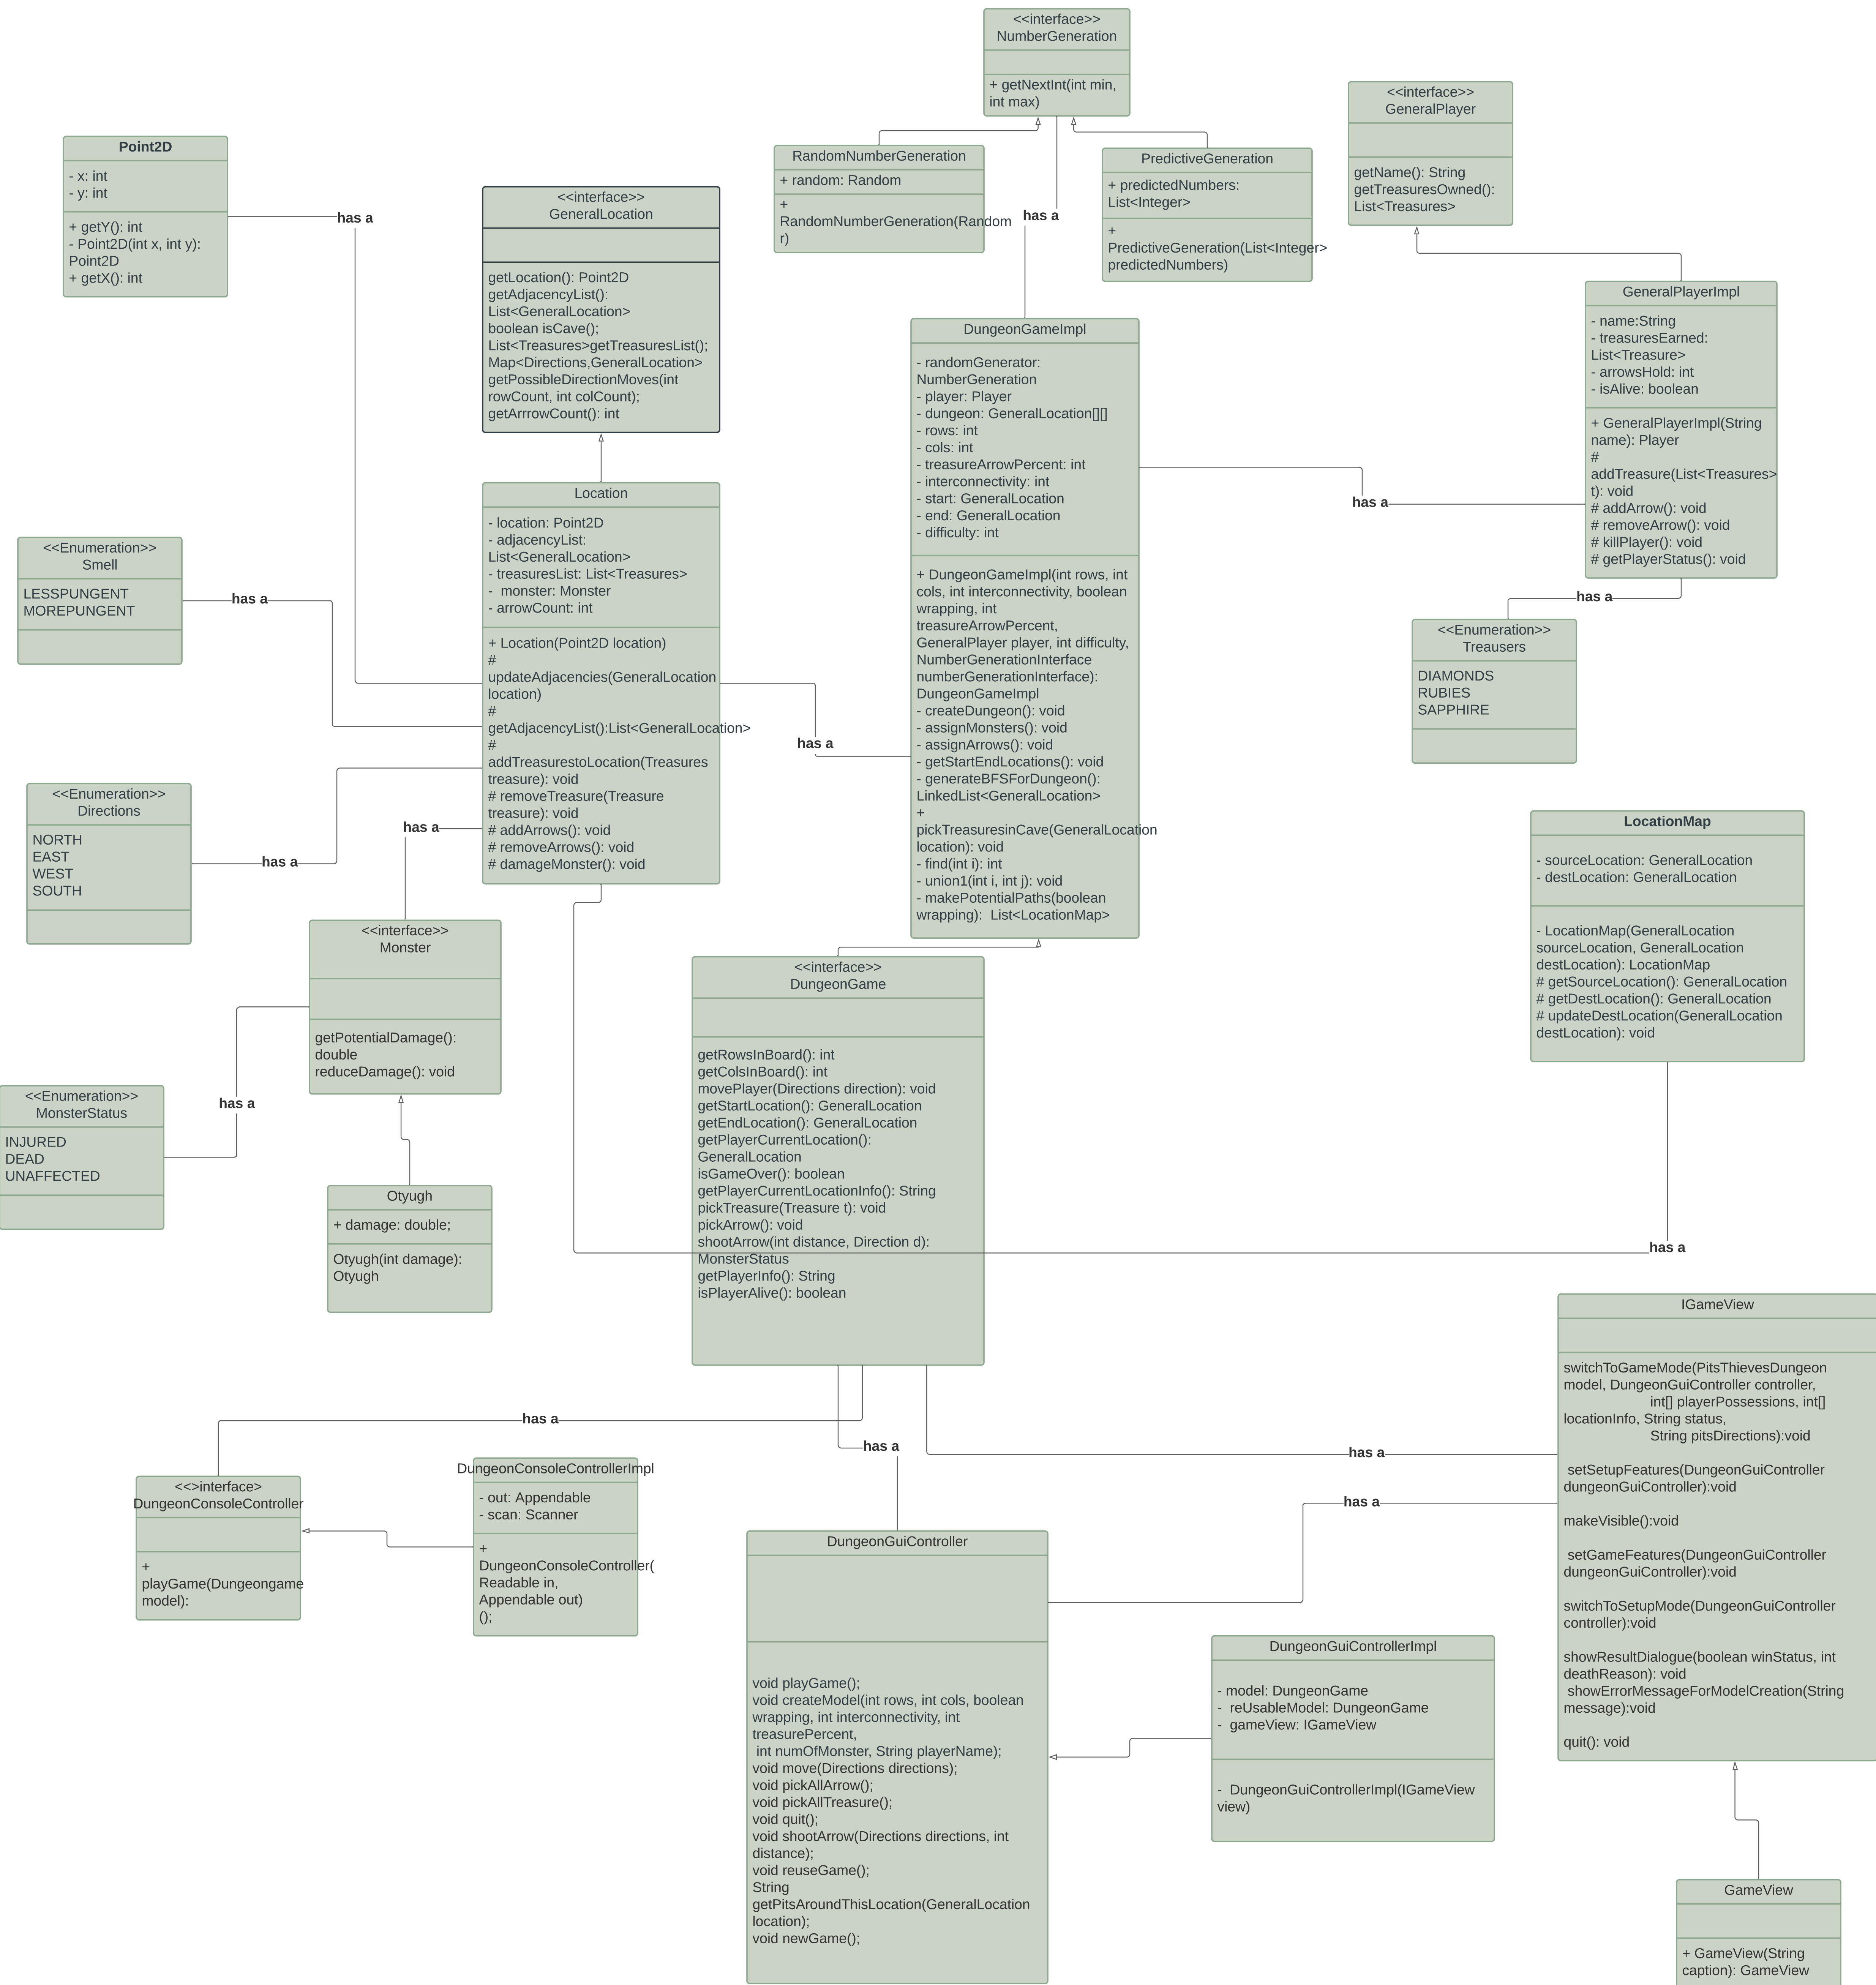 <<interface>>
NumberGeneration
+ getNextInt(int min,
int max)
<<interface>>
GeneralPlayer
getName(): String
getTreasuresOwned():
List<Treasures>
Point2D
- x: int
- y: int
+ getY(): int
- Point2D(int x, int y):
Point2D
+ getX(): int
has a
<<interface>>
GeneralLocation
getLocation(): Point2D
getAdjacencyList():
List<GeneralLocation>
boolean isCave();
List<Treasures>getTreasuresList();
Map<Directions,GeneralLocation>
getPossibleDirectionMoves(int
rowCount, int colCount);
getArrrowCount(): int
RandomNumberGeneration
+ random: Random
+
RandomNumberGeneration(Random
r)
has a
PredictiveGeneration
+ predictedNumbers:
List<Integer>
+
PredictiveGeneration(List<Integer>
predictedNumbers)
GeneralPlayerImpl
- name:String
- treasuresEarned:
List<Treasure>
- arrowsHold: int
- isAlive: boolean
+ GeneralPlayerImpl(String
name): Player
#
addTreasure(List<Treasures>
t): void
# addArrow(): void
# removeArrow(): void
# killPlayer(): void
# getPlayerStatus(): void
DungeonGameImpl
- randomGenerator:
NumberGeneration
- player: Player
- dungeon: GeneralLocation[][]
- rows: int
- cols: int
- treasureArrowPercent: int
- interconnectivity: int
- start: GeneralLocation
- end: GeneralLocation
- difficulty: int
+ DungeonGameImpl(int rows, int
cols, int interconnectivity, boolean
wrapping, int
treasureArrowPercent,
GeneralPlayer player, int difficulty,
NumberGenerationInterface
numberGenerationInterface):
DungeonGameImpl
- createDungeon(): void
- assignMonsters(): void
- assignArrows(): void
- getStartEndLocations(): void
- generateBFSForDungeon():
LinkedList<GeneralLocation>
+
pickTreasuresinCave(GeneralLocation
location): void
- find(int i): int
- union1(int i, int j): void
- makePotentialPaths(boolean
wrapping):  List<LocationMap>
has a
has a
<<Enumeration>>
Treausers
DIAMONDS
RUBIES
SAPPHIRE
Location
- location: Point2D
- adjacencyList:
List<GeneralLocation>
- treasuresList: List<Treasures>
-  monster: Monster
- arrowCount: int
+ Location(Point2D location)
#
updateAdjacencies(GeneralLocation
location)
#
getAdjacencyList():List<GeneralLocation>
#
addTreasurestoLocation(Treasures
treasure): void
# removeTreasure(Treasure
treasure): void
# addArrows(): void
# removeArrows(): void
# damageMonster(): void
has a
<<Enumeration>>
Smell
LESSPUNGENT
MOREPUNGENT
has a
<<Enumeration>>
Directions
NORTH
EAST
WEST
SOUTH
has a
has a
<<interface>>
Monster
getPotentialDamage():
double
reduceDamage(): void
<<Enumeration>>
MonsterStatus
INJURED
DEAD
UNAFFECTED
has a
Otyugh
+ damage: double;
Otyugh(int damage):
Otyugh
LocationMap
- sourceLocation: GeneralLocation
- destLocation: GeneralLocation
- LocationMap(GeneralLocation
sourceLocation, GeneralLocation
destLocation): LocationMap
# getSourceLocation(): GeneralLocation
# getDestLocation(): GeneralLocation
# updateDestLocation(GeneralLocation
destLocation): void
has a
<<interface>>
DungeonGame
getRowsInBoard(): int
getColsInBoard(): int
movePlayer(Directions direction): void
getStartLocation(): GeneralLocation
getEndLocation(): GeneralLocation
getPlayerCurrentLocation():
GeneralLocation
isGameOver(): boolean
getPlayerCurrentLocationInfo(): String
pickTreasure(Treasure t): void
pickArrow(): void
shootArrow(int distance, Direction d):
MonsterStatus
getPlayerInfo(): String
isPlayerAlive(): boolean
has a
has a
has a
has a
<<>interface>
DungeonConsoleController
+
playGame(Dungeongame
model):
DungeonConsoleControllerImpl
- out: Appendable
- scan: Scanner
+
DungeonConsoleController(
Readable in,
Appendable out)
();
DungeonGuiController
void playGame();
void createModel(int rows, int cols, boolean
wrapping, int interconnectivity, int
treasurePercent,
int numOfMonster, String playerName);
void move(Directions directions);
void pickAllArrow();
void pickAllTreasure();
void quit();
void shootArrow(Directions directions, int
distance);
void reuseGame();
String
getPitsAroundThisLocation(GeneralLocation
location);
void newGame();
DungeonGuiControllerImpl
- model: DungeonGame
-  reUsableModel: DungeonGame
-  gameView: IGameView
-  DungeonGuiControllerImpl(IGameView
view)
IGameView
switchToGameMode(PitsThievesDungeon
model, DungeonGuiController controller,
int[] playerPossessions, int[]
locationInfo, String status,
String pitsDirections):void
setSetupFeatures(DungeonGuiController
dungeonGuiController):void
makeVisible():void
setGameFeatures(DungeonGuiController
dungeonGuiController):void
switchToSetupMode(DungeonGuiController
controller):void
showResultDialogue(boolean winStatus, int
deathReason): void
showErrorMessageForModelCreation(String
message):void
quit(): void
GameView
+ GameView(String
caption): GameView